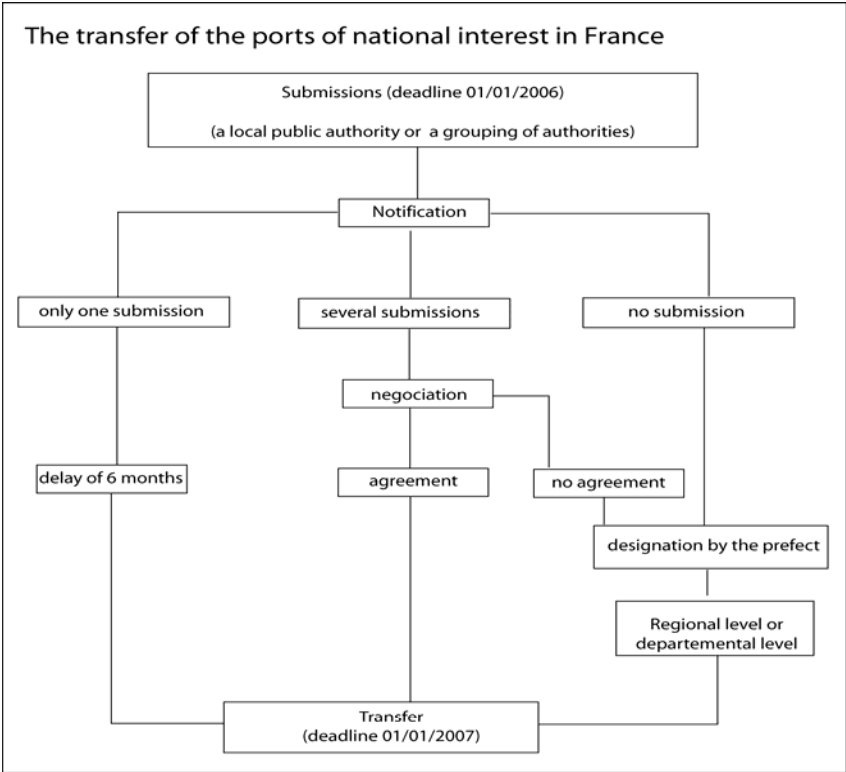 The transfer of the ports of national interest in France
Submissions (deadline 01/01/2006)
(a local public authority or a grouping of authorities)
Notification
only one submission
several submissions
no submission
negociation
delay of 6 months
agreement
no agreement
designation by the prefect
Regional level or
departemental level
Transfer
(deadline 01/01/2007)